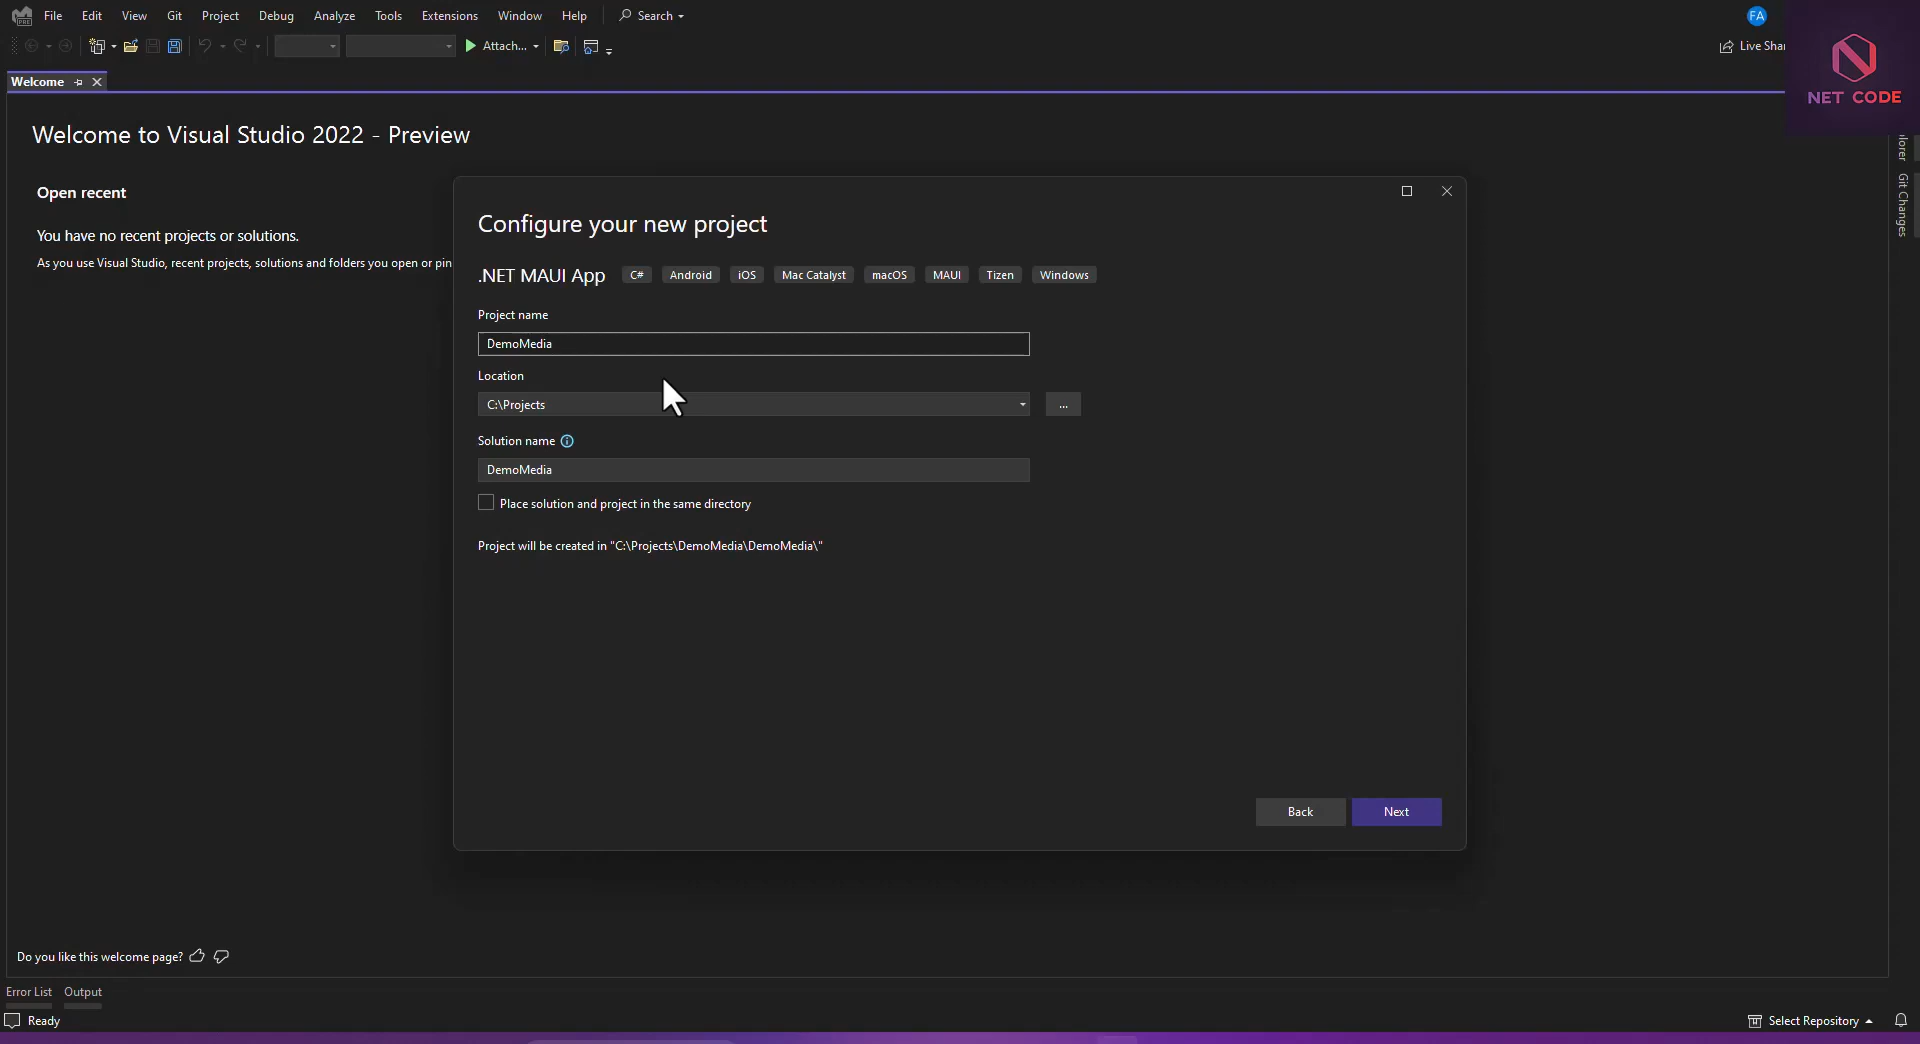 File Edit View Git Project Debug Analyze Tools Extensions Window Help Search
FA
Attach...
Live Shar
NET CODE
Welcome
Welcome to Visual Studio 2022 - Preview
Open recent
You have no recent projects or solutions.
As you use Visual Studio, recent projects, solutions and folders you open or pin
Configure your new project
.NET MAUI App C# Android iOS Mac Catalyst macOS MAUI Tizen Windows
Project name
DemoMedia
Location
C:\Projects
...
Solution name
DemoMedia
Place solution and project in the same directory
Project will be created in "C:\Projects\DemoMedia\DemoMedia\"
Back Next
Git Changes
Do you like this welcome page?
Error List Output
Ready
Select Repository